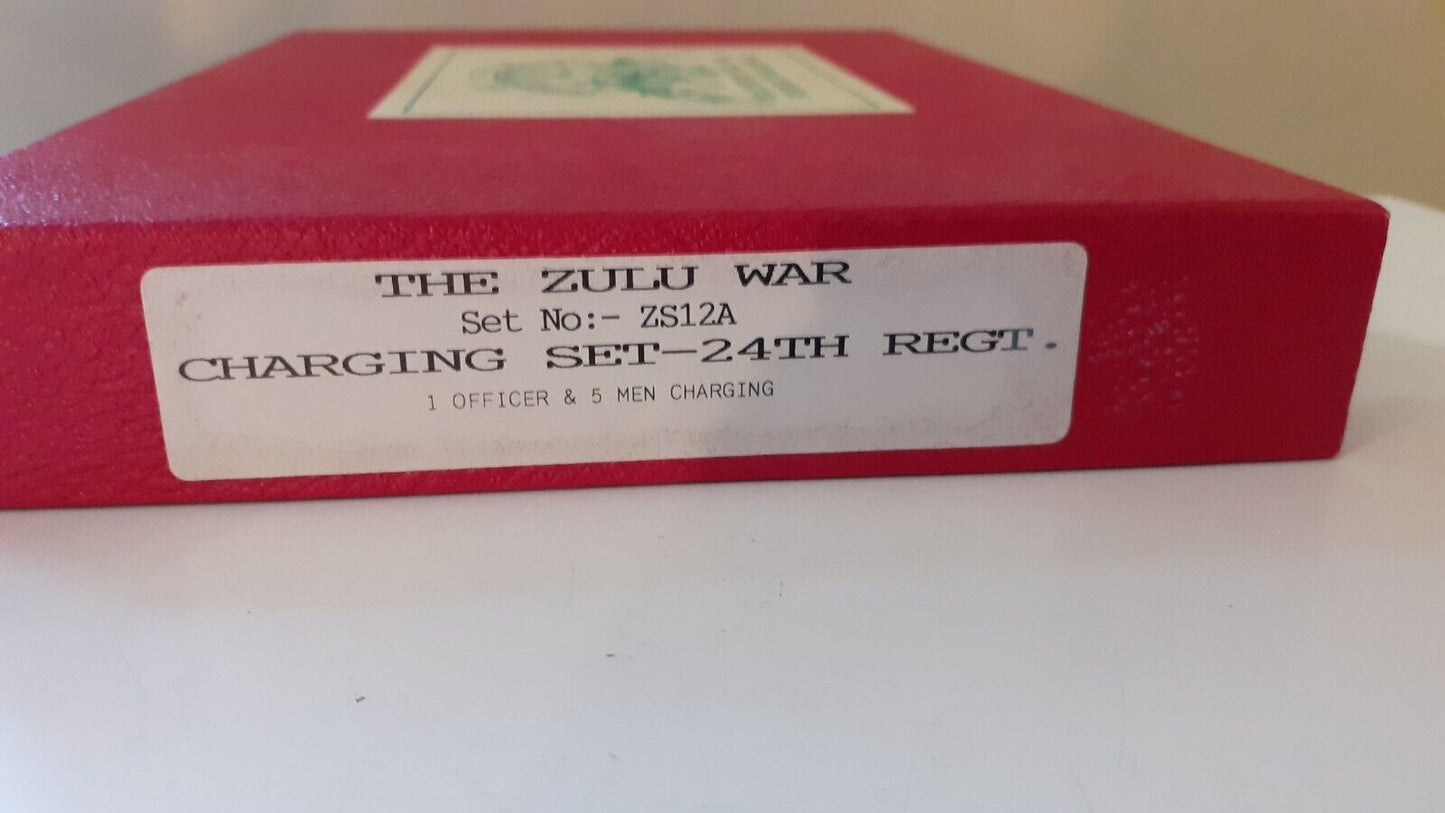 THE ZULU WAR
Set No:- ZS12A
CHARGING SET-24TH REGT.
1 OFFICER & 5 MEN CHARGING